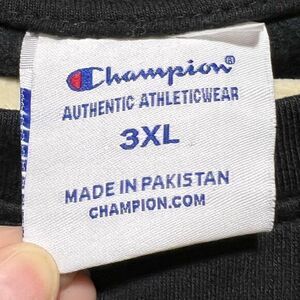 Champion®
AUTHENTIC ATHLETICWEAR
3XL
MADE IN PAKISTAN
CHAMPION.COM